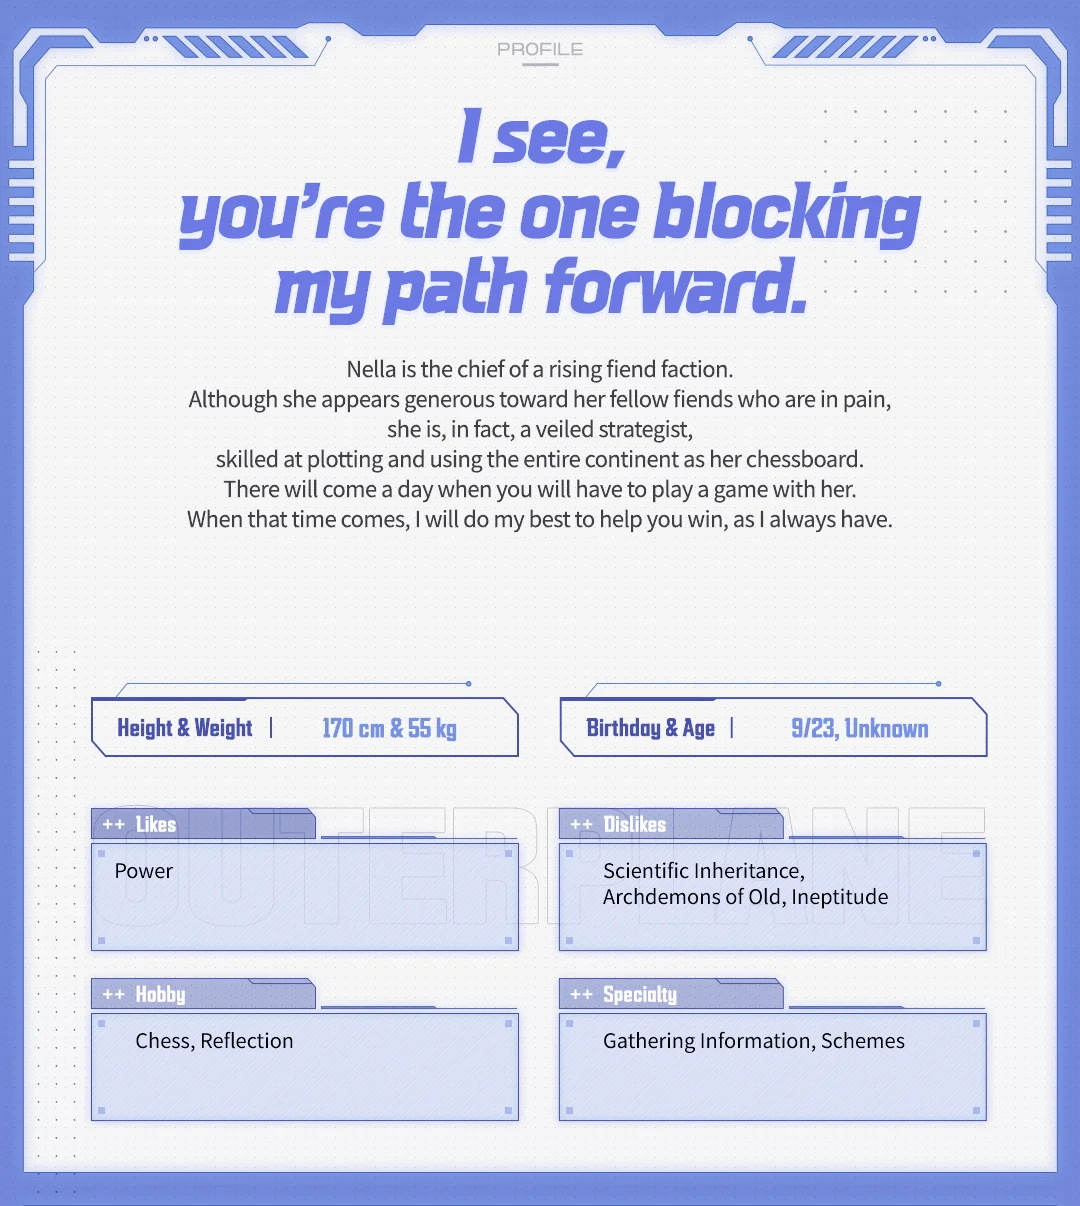 PROFILE
I see,
you're the one blocking
my path forward.
Nella is the chief of a rising fiend faction.
Although she appears generous toward her fellow fiends who are in pain,
she is, in fact, a veiled strategist,
skilled at plotting and using the entire continent as her chessboard.
There will come a day when you will have to play a game with her.
When that time comes, I will do my best to help you win, as I always have.
Height & Weight | 170 cm & 55 kg
Birthday & Age | 9/23, Unknown
OUTERPLANE
++ Likes
Power
++ Dislikes
Scientific Inheritance,
Archdemons of Old, Ineptitude
++ Hobby
Chess, Reflection
++ Specialty
Gathering Information, Schemes